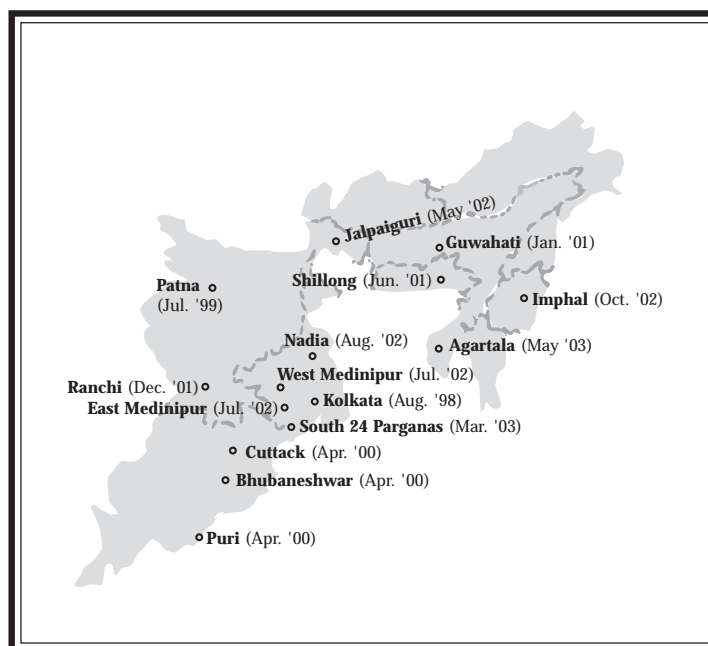 Jalpaiguri (May '02)
Guwahati (Jan. '01)
Shillong (Jun. '01)
Patna
(Jul. '99)
Imphal (Oct. '02)
Nadia (Aug. '02)
Agartala (May '03)
West Medinipur (Jul. '02)
Ranchi (Dec. '01)
Kolkata (Aug. '98)
East Medinipur (Jul. '02)
South 24 Parganas (Mar. '03)
Cuttack (Apr. '00)
Bhubaneshwar (Apr. '00)
Puri (Apr. '00)